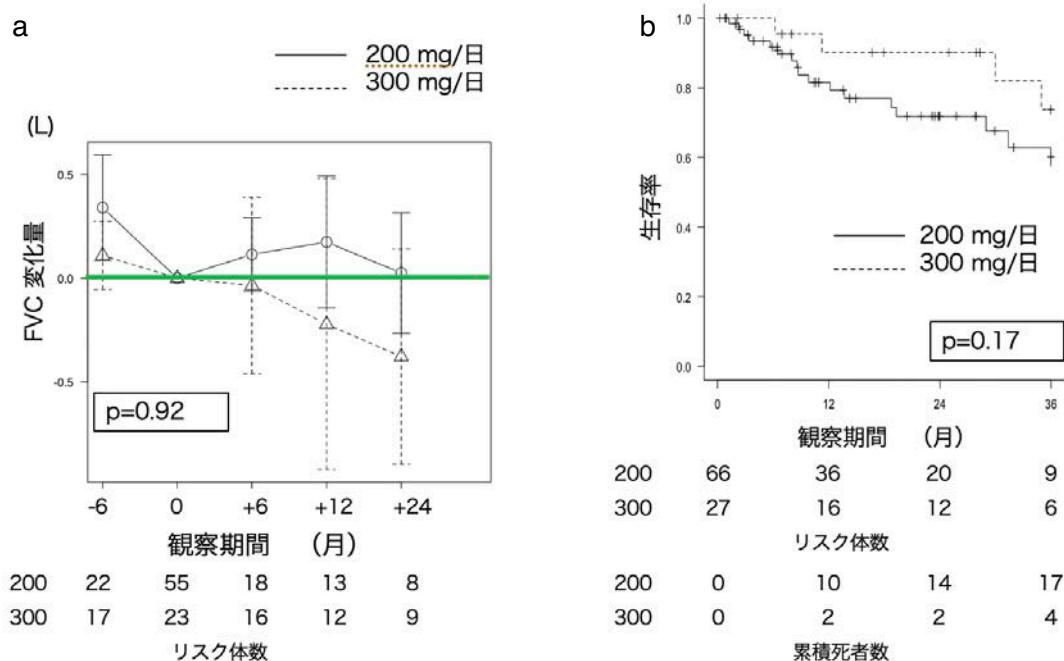 a
200 mg/日
300 mg/日
(L)
FVC 変化量
0.5
0.0
-0.5
p=0.92
-6 0 +6 +12 +24
観察期間 （月）
200 22 55 18 13 8
300 17 23 16 12 9
リスク体数
b
生存率
1.0
0.8
0.6
0.4
0.2
0.0
200 mg/日
300 mg/日
p=0.17
0 12 24 36
観察期間 （月）
200 66 36 20 9
300 27 16 12 6
リスク体数
200 0 10 14 17
300 0 2 2 4
累積死者数